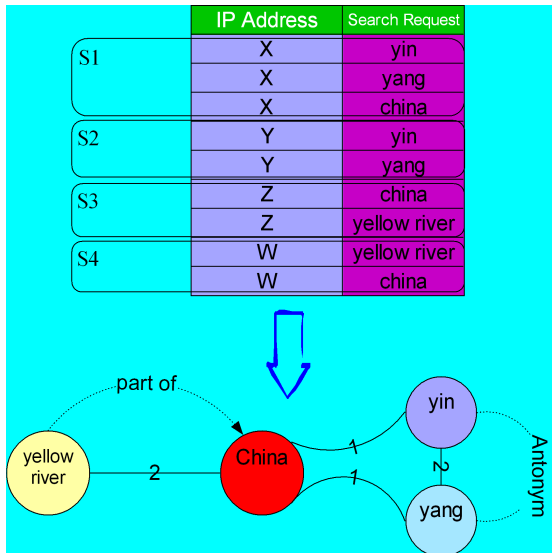 IP Address Search Request
S1
X yin
X yang
X china
S2
Y yin
Y yang
S3
Z china
Z yellow river
S4
W yellow river
W china
part of
yin
yellow
river
2
China
1
1
2
yang
Antonym